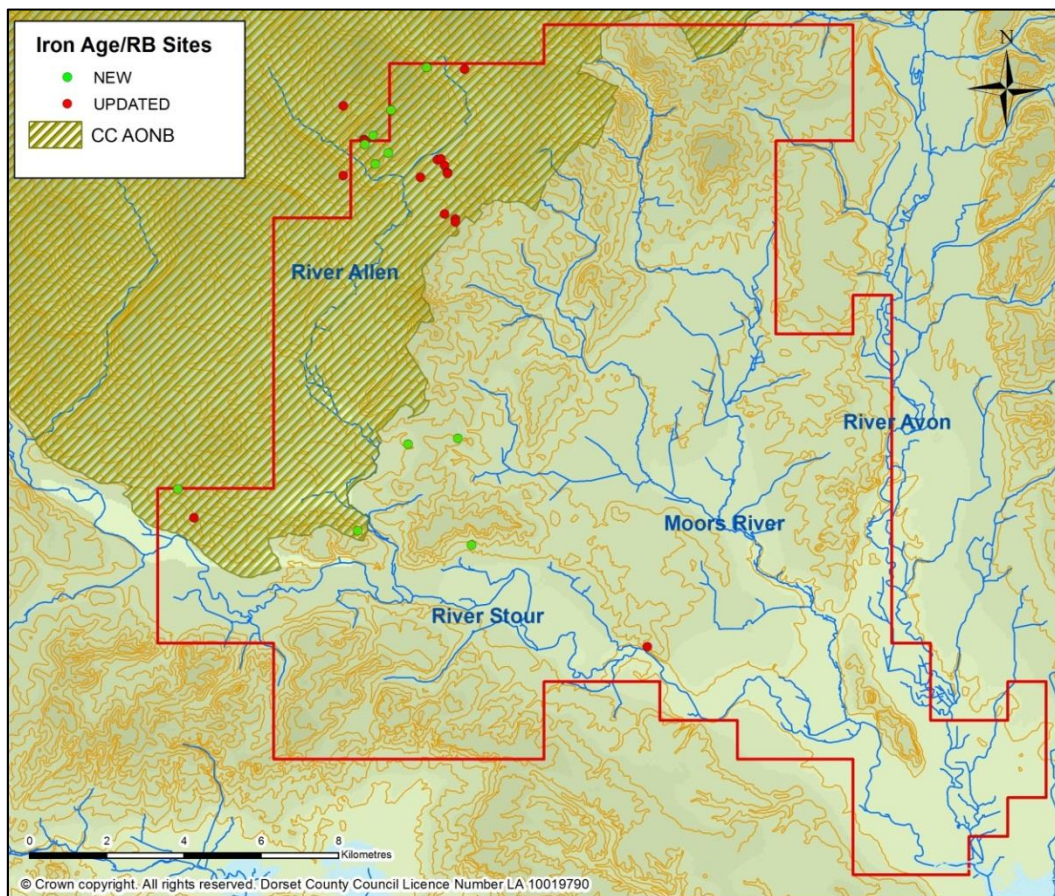 Iron Age/RB Sites
NEW
UPDATED
CC AONB
N
River Allen
River Avon
Moors River
River Stour
0 2 4 6 8
Kilometres
© Crown copyright. All rights reserved. Dorset County Council Licence Number LA 10019790